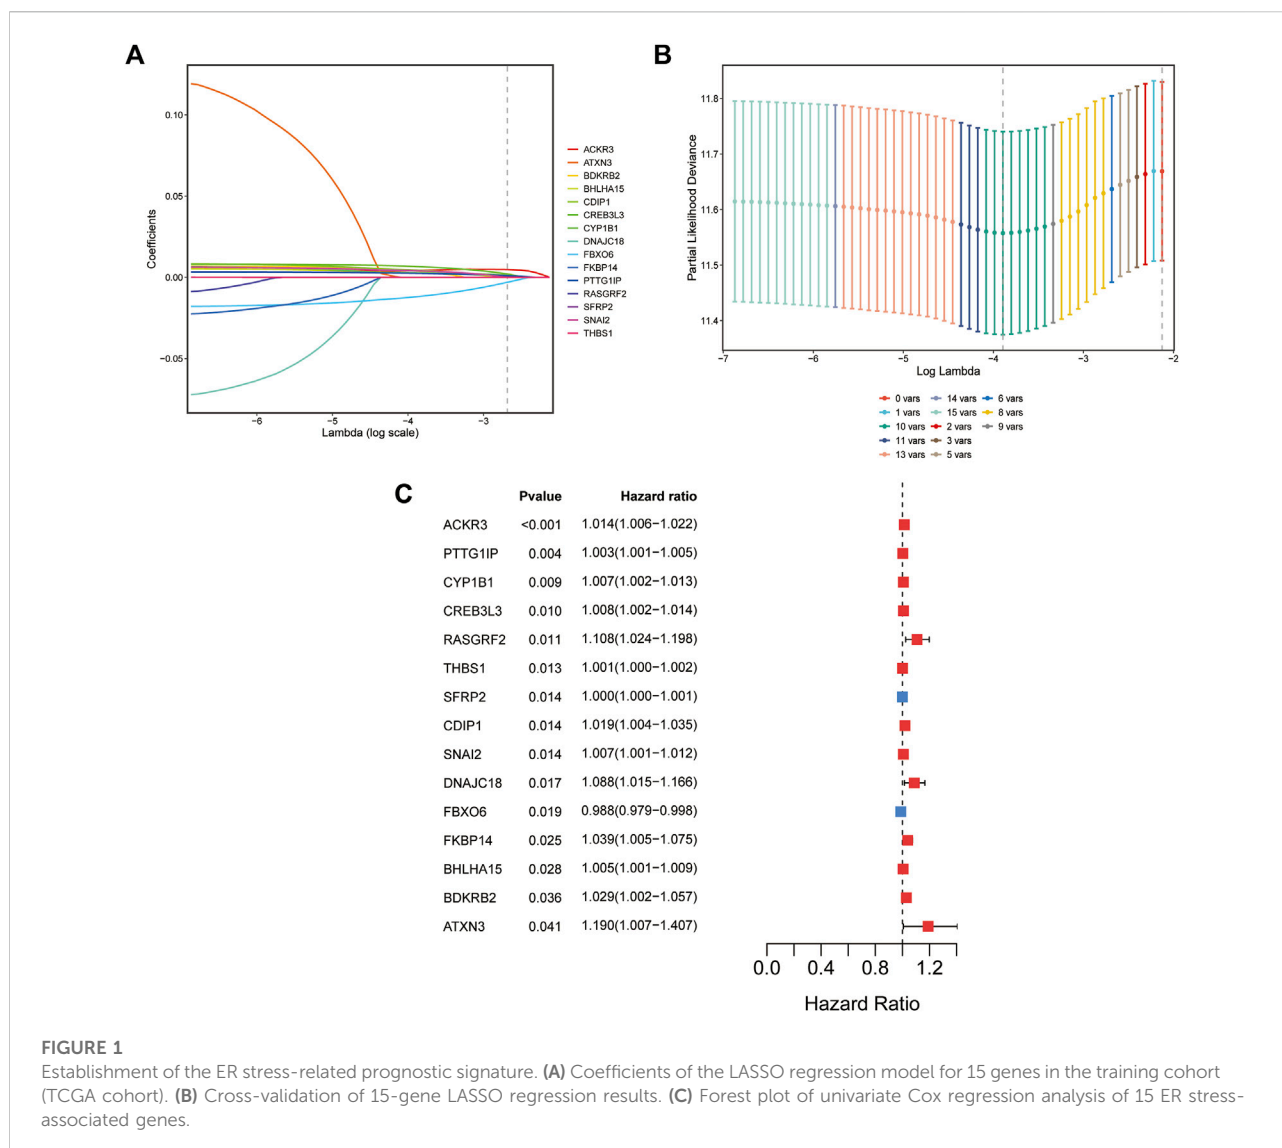 A
Coefficients
0.10
0.05
0.00
−0.05
−6
−5
−4
−3
Lambda (log scale)
ACKR3
ATXN3
BDKRB2
BHLHA15
CDIP1
CREB3L3
CYP1B1
DNAJC18
FBXO6
FKBP14
PTTG1IP
RASGRF2
SFRP2
SNAI2
THBS1
B
Partial Likelihood Deviance
11.8
11.7
11.6
11.5
11.4
−7
−6
−5
−4
−3
−2
Log Lambda
0 vars 14 vars 6 vars
1 vars 15 vars 8 vars
10 vars 2 vars 9 vars
11 vars 3 vars
13 vars 5 vars
C
Pvalue Hazard ratio
ACKR3 <0.001 1.014(1.006−1.022)
PTTG1IP 0.004 1.003(1.001−1.005)
CYP1B1 0.009 1.007(1.002−1.013)
CREB3L3 0.010 1.008(1.002−1.014)
RASGRF2 0.011 1.108(1.024−1.198)
THBS1 0.013 1.001(1.000−1.002)
SFRP2 0.014 1.000(1.000−1.001)
CDIP1 0.014 1.019(1.004−1.035)
SNAI2 0.014 1.007(1.001−1.012)
DNAJC18 0.017 1.088(1.015−1.166)
FBXO6 0.019 0.988(0.979−0.998)
FKBP14 0.025 1.039(1.005−1.075)
BHLHA15 0.028 1.005(1.001−1.009)
BDKRB2 0.036 1.029(1.002−1.057)
ATXN3 0.041 1.190(1.007−1.407)
0.0 0.4 0.8 1.2
Hazard Ratio
FIGURE 1
Establishment of the ER stress-related prognostic signature. (A) Coefficients of the LASSO regression model for 15 genes in the training cohort
(TCGA cohort). (B) Cross-validation of 15-gene LASSO regression results. (C) Forest plot of univariate Cox regression analysis of 15 ER stress-
associated genes.